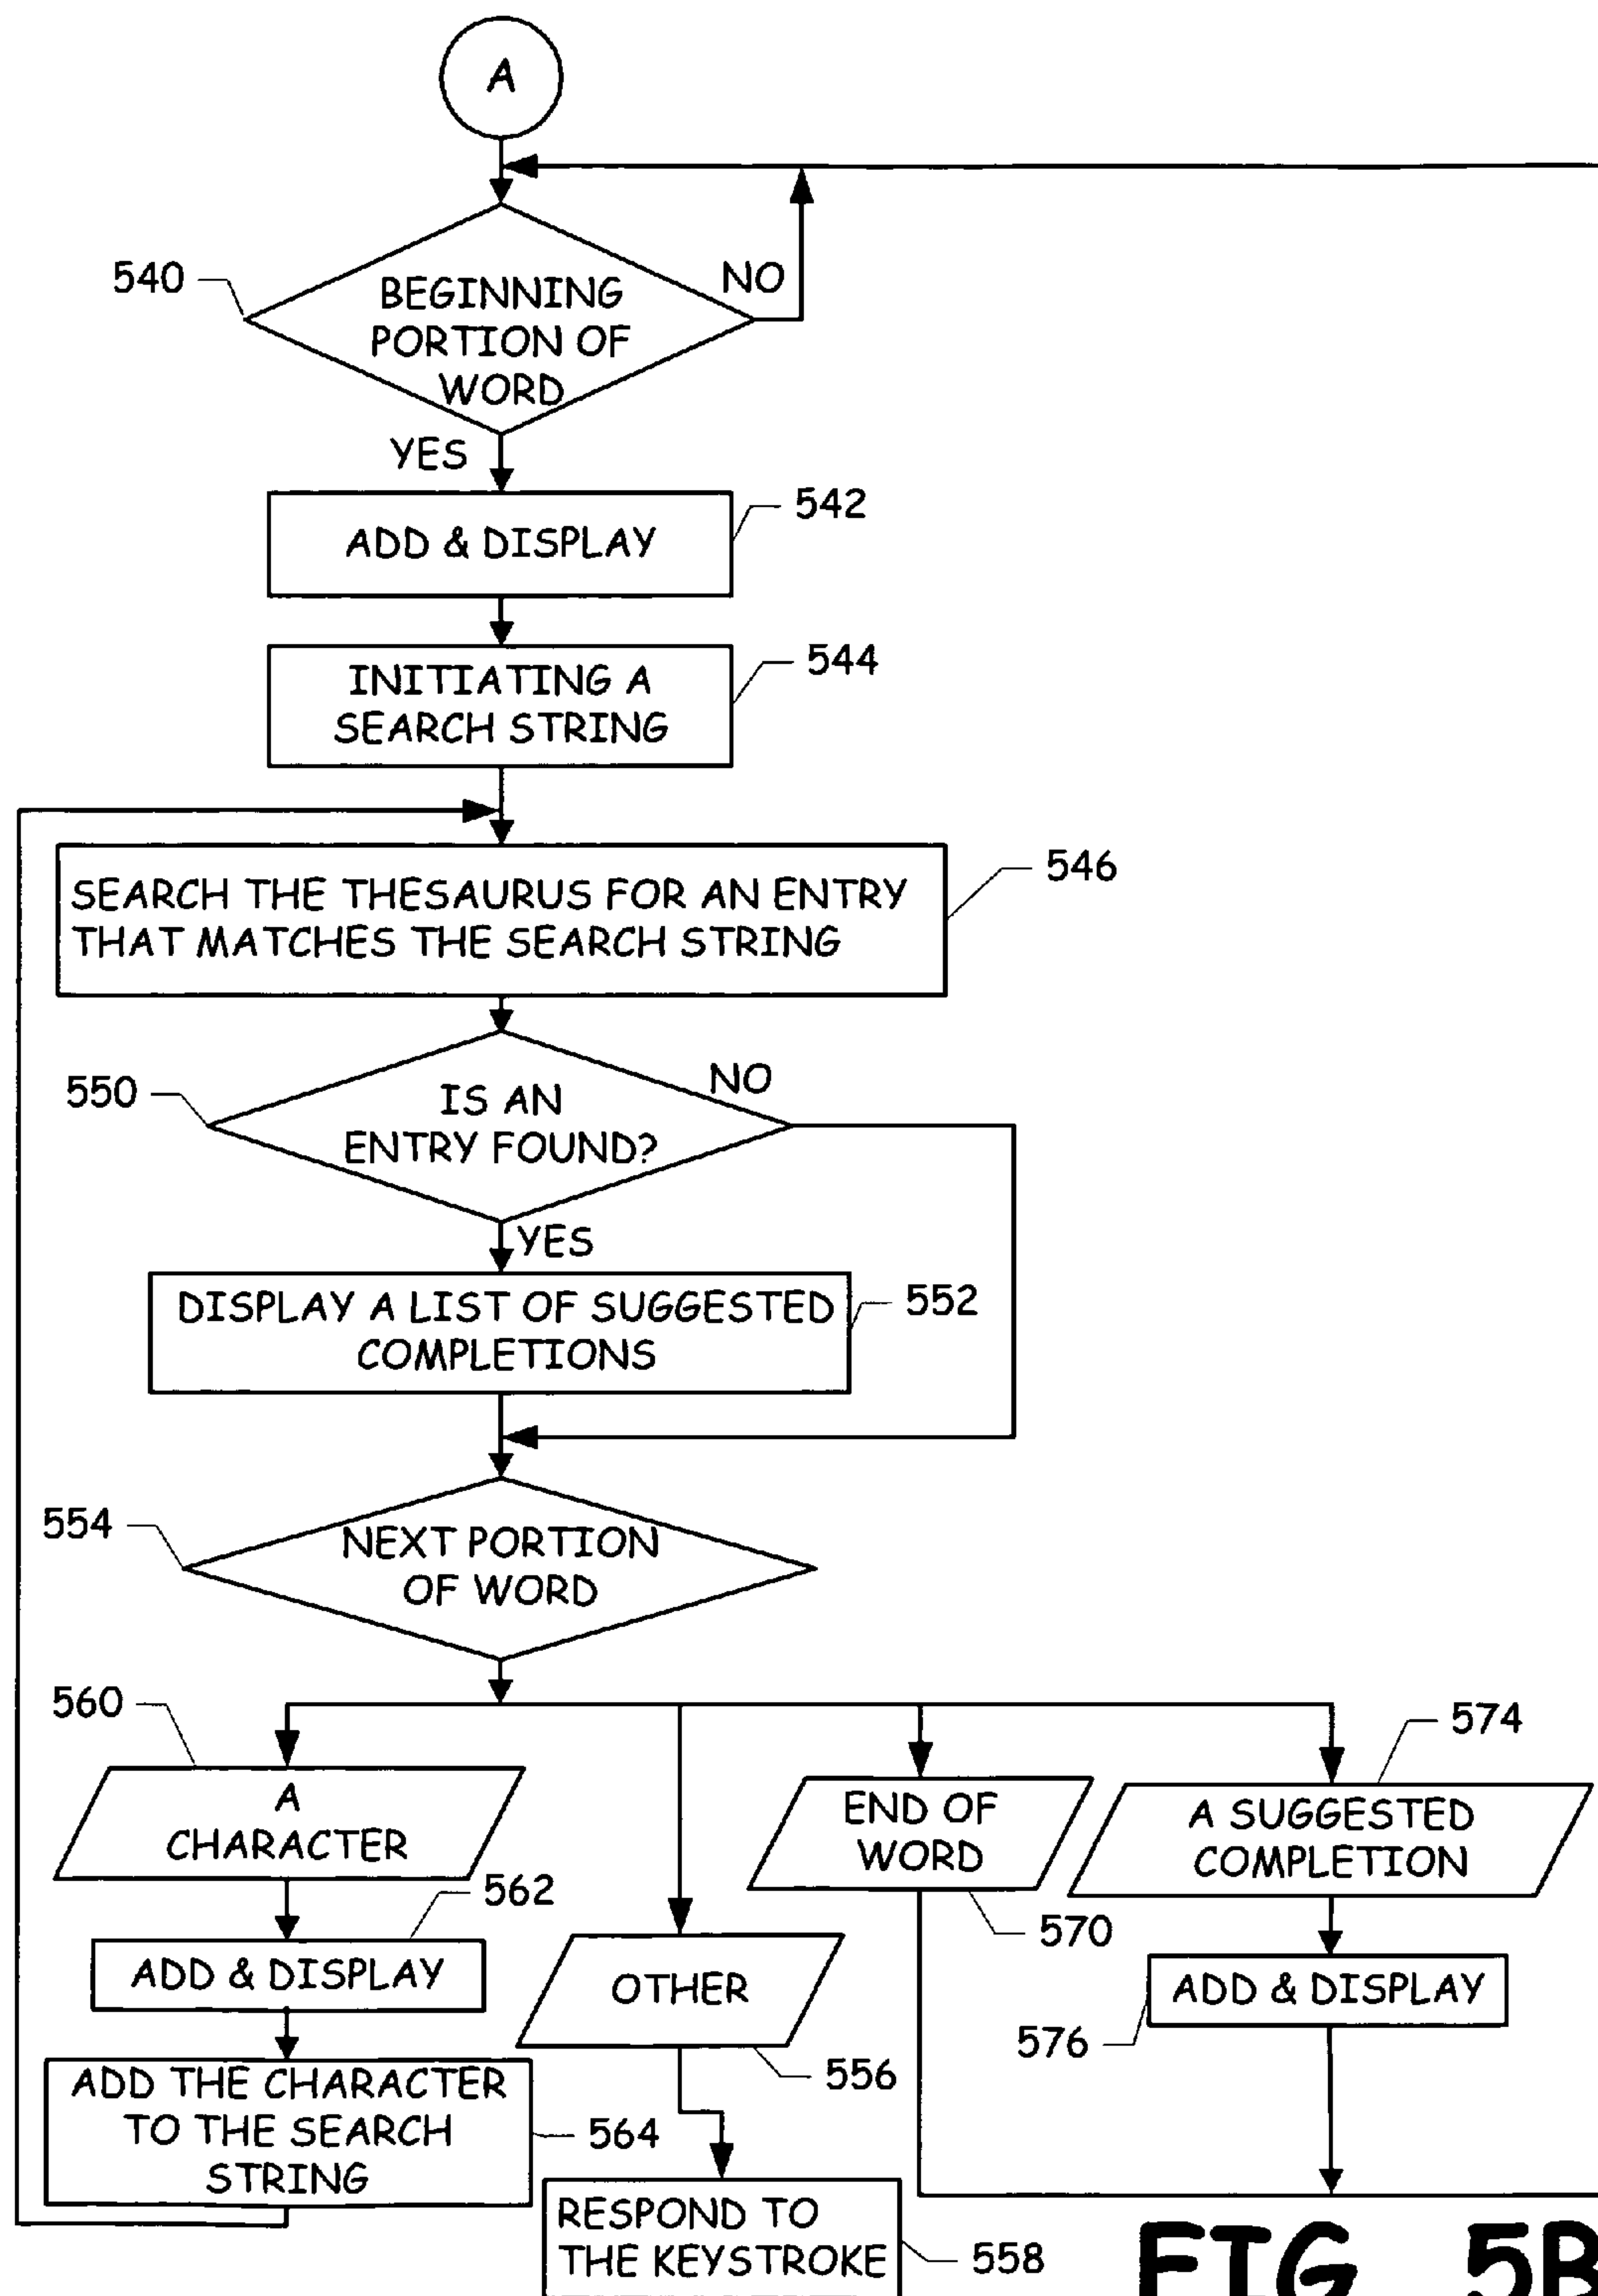 A
540
BEGINNING
PORTION OF
WORD
NO
YES
ADD & DISPLAY
542
INITIATING A
SEARCH STRING
544
SEARCH THE THESAURUS FOR AN ENTRY
THAT MATCHES THE SEARCH STRING
546
550
IS AN
ENTRY FOUND?
NO
YES
DISPLAY A LIST OF SUGGESTED
COMPLETIONS
552
554
NEXT PORTION
OF WORD
560
A
CHARACTER
562
ADD & DISPLAY
ADD THE CHARACTER
TO THE SEARCH
STRING
564
OTHER
556
RESPOND TO
THE KEYSTROKE
558
END OF
WORD
570
574
A SUGGESTED
COMPLETION
ADD & DISPLAY
576
FIG. 5B